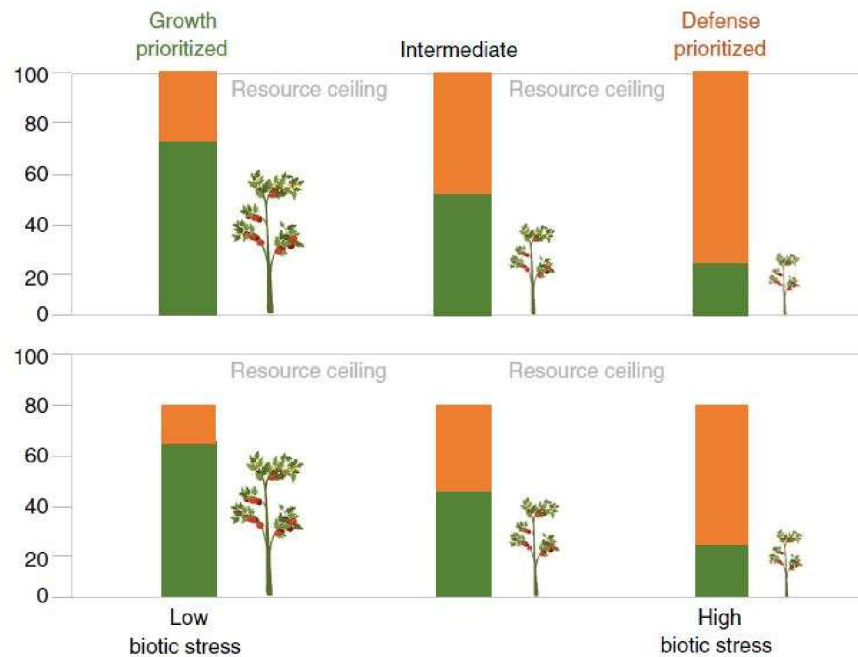 Growth
prioritized
Intermediate
Defense
prioritized
100
Resource ceiling
Resource ceiling
80
60
40
20
0
100
Resource ceiling
Resource ceiling
80
60
40
20
0
Low
biotic stress
High
biotic stress